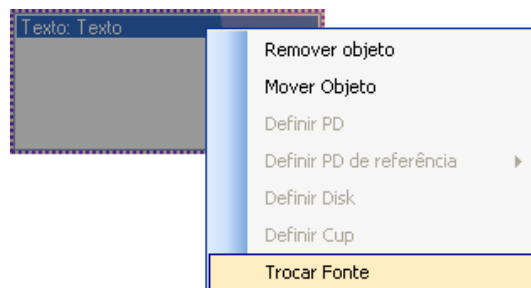 Texto: Texto
Remover objeto
Mover Objeto
Definir PD
Definir PD de referência
Definir Disk
Definir Cup
Trocar Fonte